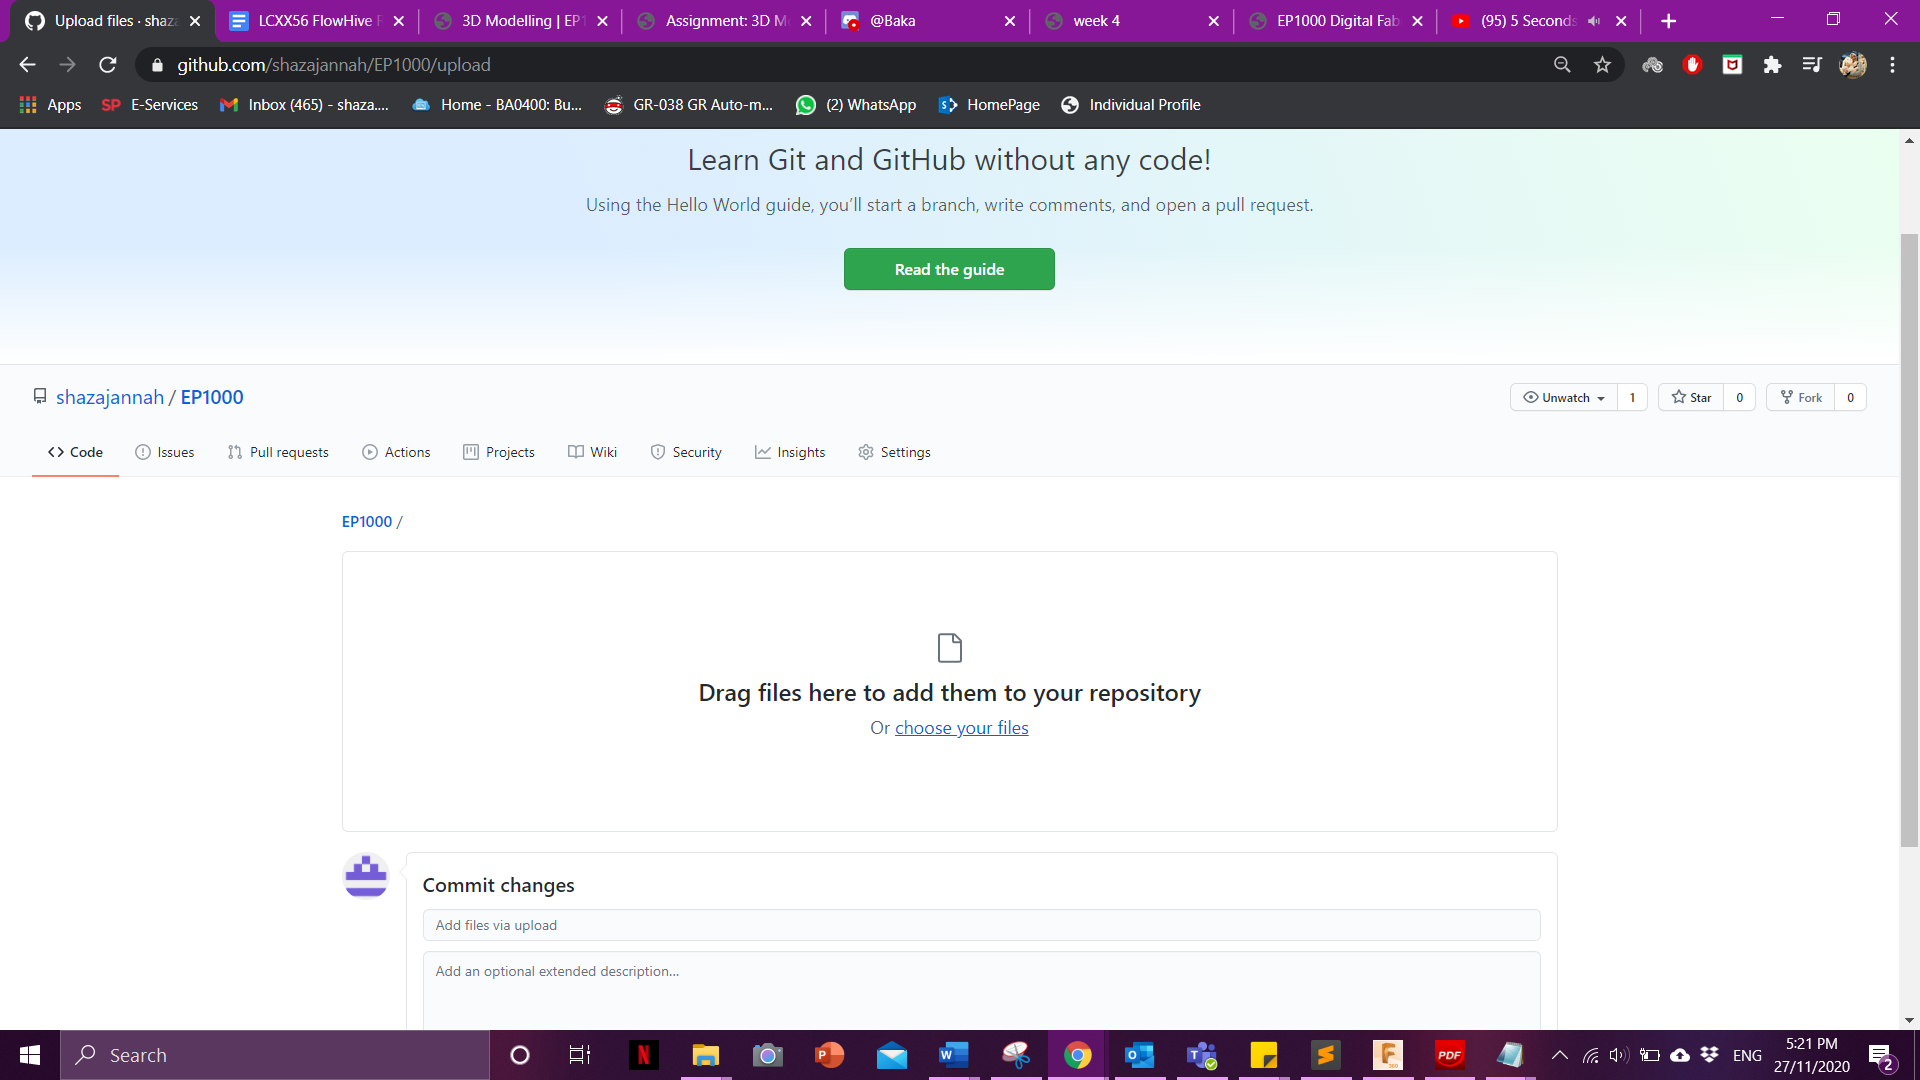 Upload files · shaza
LCXX56 FlowHive F
3D Modelling | EP1
Assignment: 3D M
@Baka
week 4
EP1000 Digital Fab
(95) 5 Seconds
github.com/shazajannah/EP1000/upload
Apps
SP E-Services
Inbox (465) - shaza....
Home - BA0400: Bu...
GR-038 GR Auto-m...
(2) WhatsApp
HomePage
Individual Profile
Learn Git and GitHub without any code!
Using the Hello World guide, you’ll start a branch, write comments, and open a pull request.
Read the guide
shazajannah / EP1000
Unwatch 1
Star 0
Fork 0
Code
Issues
Pull requests
Actions
Projects
Wiki
Security
Insights
Settings
EP1000 /
Drag files here to add them to your repository
Or choose your files
Commit changes
Add files via upload
Add an optional extended description...
Search
PDF
ENG
5:21 PM
27/11/2020
2